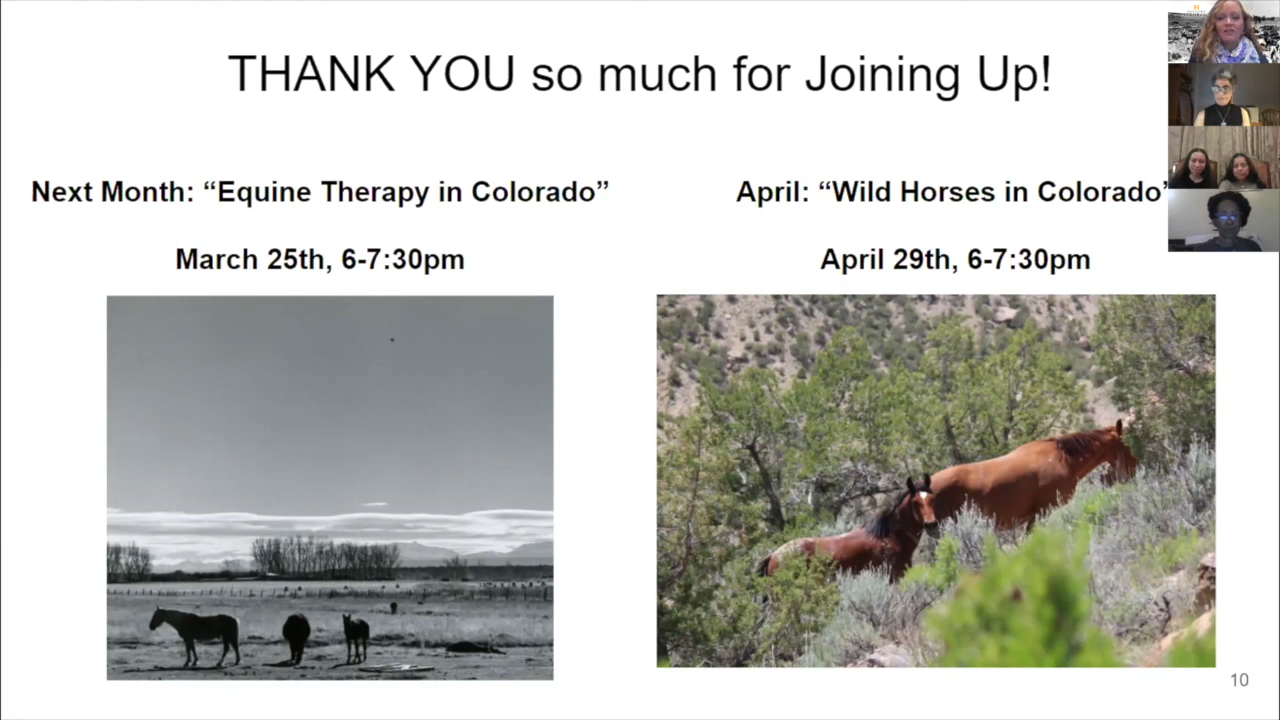 THANK YOU so much for Joining Up!
Next Month: “Equine Therapy in Colorado”
March 25th, 6-7:30pm
April: “Wild Horses in Colorado”
April 29th, 6-7:30pm
10